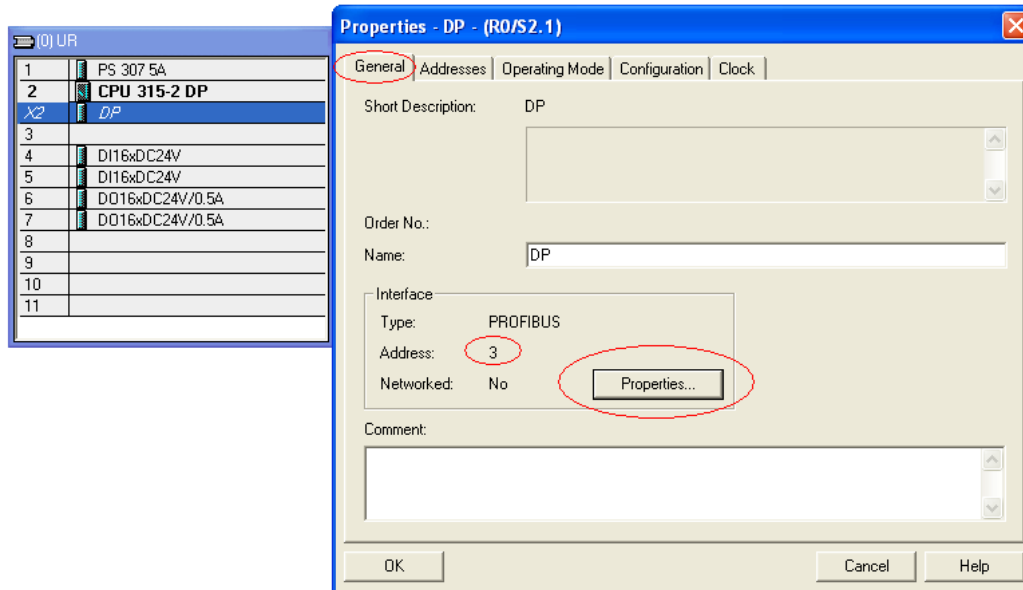 (0) UR
1 PS 307 5A
2 CPU 315-2 DP
X2 DP
3
4 DI16xDC24V
5 DI16xDC24V
6 DO16xDC24V/0.5A
7 DO16xDC24V/0.5A
8
9
10
11
Properties - DP - (R0/S2.1)
General Addresses Operating Mode Configuration Clock
Short Description: DP
Order No.:
Name: DP
Interface
Type: PROFIBUS
Address: 3
Networked: No Properties...
Comment:
OK Cancel Help